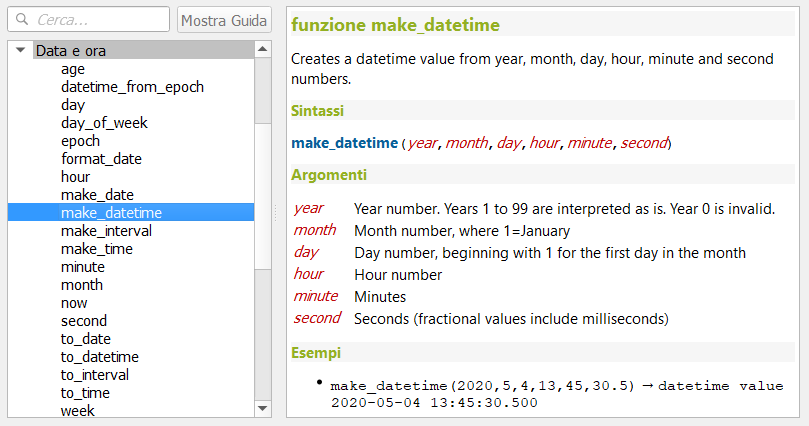 Cerca...
Mostra Guida
Data e ora
age
datetime_from_epoch
day
day_of_week
epoch
format_date
hour
make_date
make_datetime
make_interval
make_time
minute
month
now
second
to_date
to_datetime
to_interval
to_time
week
funzione make_datetime
Creates a datetime value from year, month, day, hour, minute and second
numbers.
Sintassi
make_datetime(year,month,day,hour,minute,second)
Argomenti
year Year number. Years 1 to 99 are interpreted as is. Year 0 is invalid.
month Month number, where 1=January
day Day number, beginning with 1 for the first day in the month
hour Hour number
minute Minutes
second Seconds (fractional values include milliseconds)
Esempi
• make_datetime(2020,5,4,13,45,30.5) → datetime value
2020-05-04 13:45:30.500